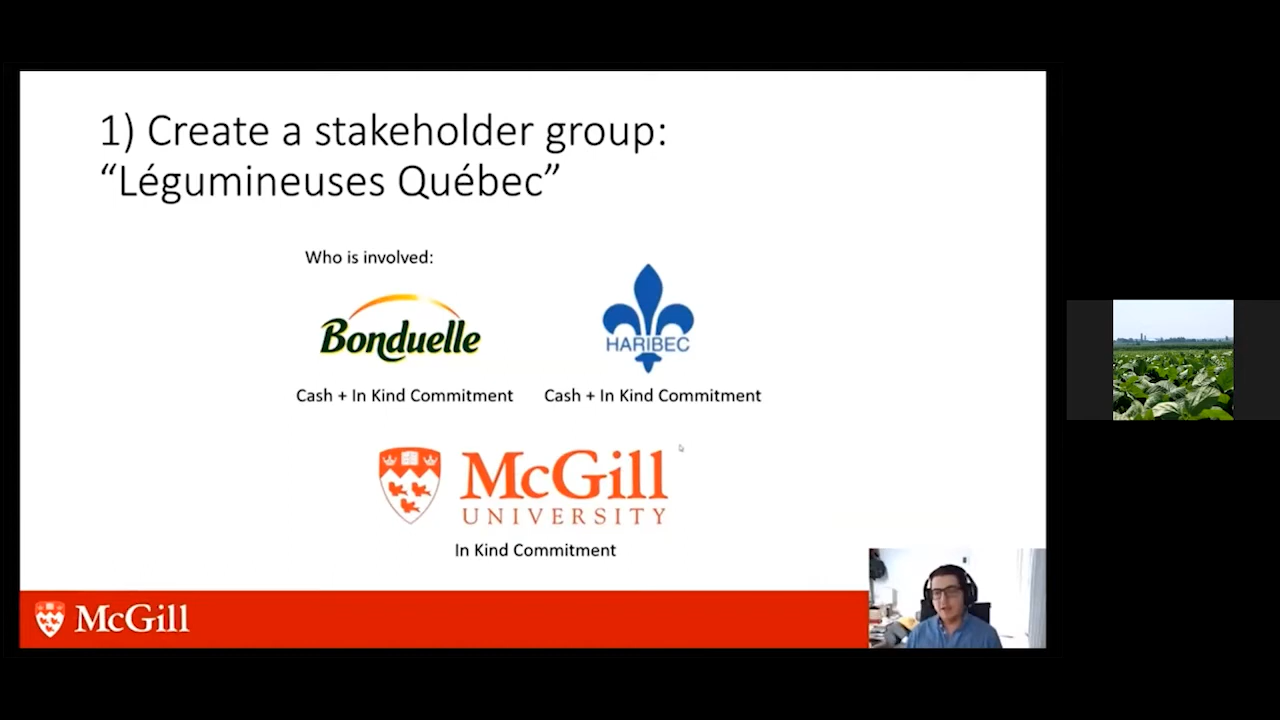 1) Create a stakeholder group:
“Légumineuses Québec”
Who is involved:
Bonduelle
HARIBEC
Cash + In Kind Commitment
Cash + In Kind Commitment
McGill
UNIVERSITY
In Kind Commitment
McGill